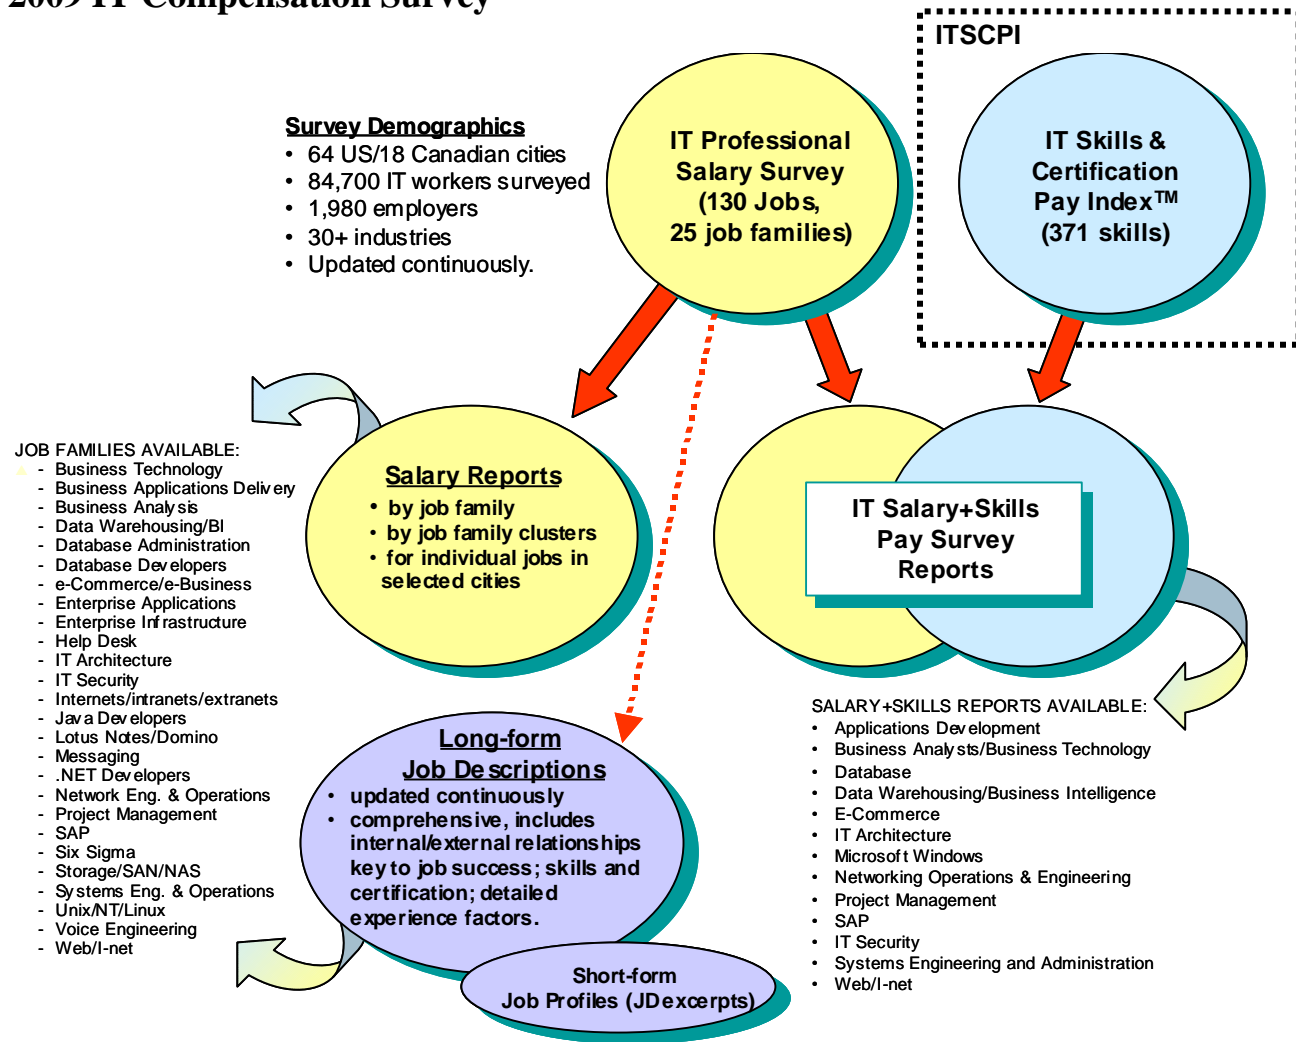 2009 IT Compensation Survey
ITSCPI
Survey Demographics
• 64 US/18 Canadian cities
• 84,700 IT workers surveyed
• 1,980 employers
• 30+ industries
• Updated continuously.
IT Professional
Salary Survey
(130 Jobs,
25 job families)
IT Skills &
Certification
Pay Index™
(371 skills)
JOB FAMILIES AVAILABLE:
- Business Technology
- Business Applications Delivery
- Business Analysis
- Data Warehousing/BI
- Database Administration
- Database Developers
- e-Commerce/e-Business
- Enterprise Applications
- Enterprise Infrastructure
- Help Desk
- IT Architecture
- IT Security
- Internets/intranets/extranets
- Java Developers
- Lotus Notes/Domino
- Messaging
- .NET Developers
- Network Eng. & Operations
- Project Management
- SAP
- Six Sigma
- Storage/SAN/NAS
- Systems Eng. & Operations
- Unix/NT/Linux
- Voice Engineering
- Web/I-net
Salary Reports
• by job family
• by job family clusters
• for individual jobs in
selected cities
IT Salary+Skills
Pay Survey
Reports
Long-form
Job Descriptions
• updated continuously
• comprehensive, includes
internal/external relationships
key to job success; skills and
certification; detailed
experience factors.
Short-form
Job Profiles (JD excerpts)
SALARY+SKILLS REPORTS AVAILABLE:
• Applications Development
• Business Analysts/Business Technology
• Database
• Data Warehousing/Business Intelligence
• E-Commerce
• IT Architecture
• Microsoft Windows
• Networking Operations & Engineering
• Project Management
• SAP
• IT Security
• Systems Engineering and Administration
• Web/I-net